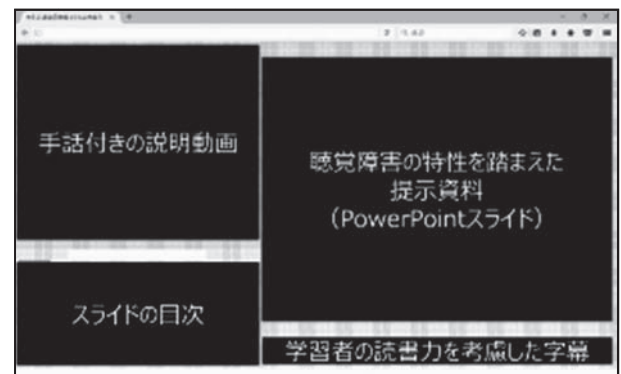 手話付きの説明動画
聴覚障害の特性を踏まえた
提示資料
（PowerPointスライド）
スライドの目次
学習者の読書力を考慮した字幕